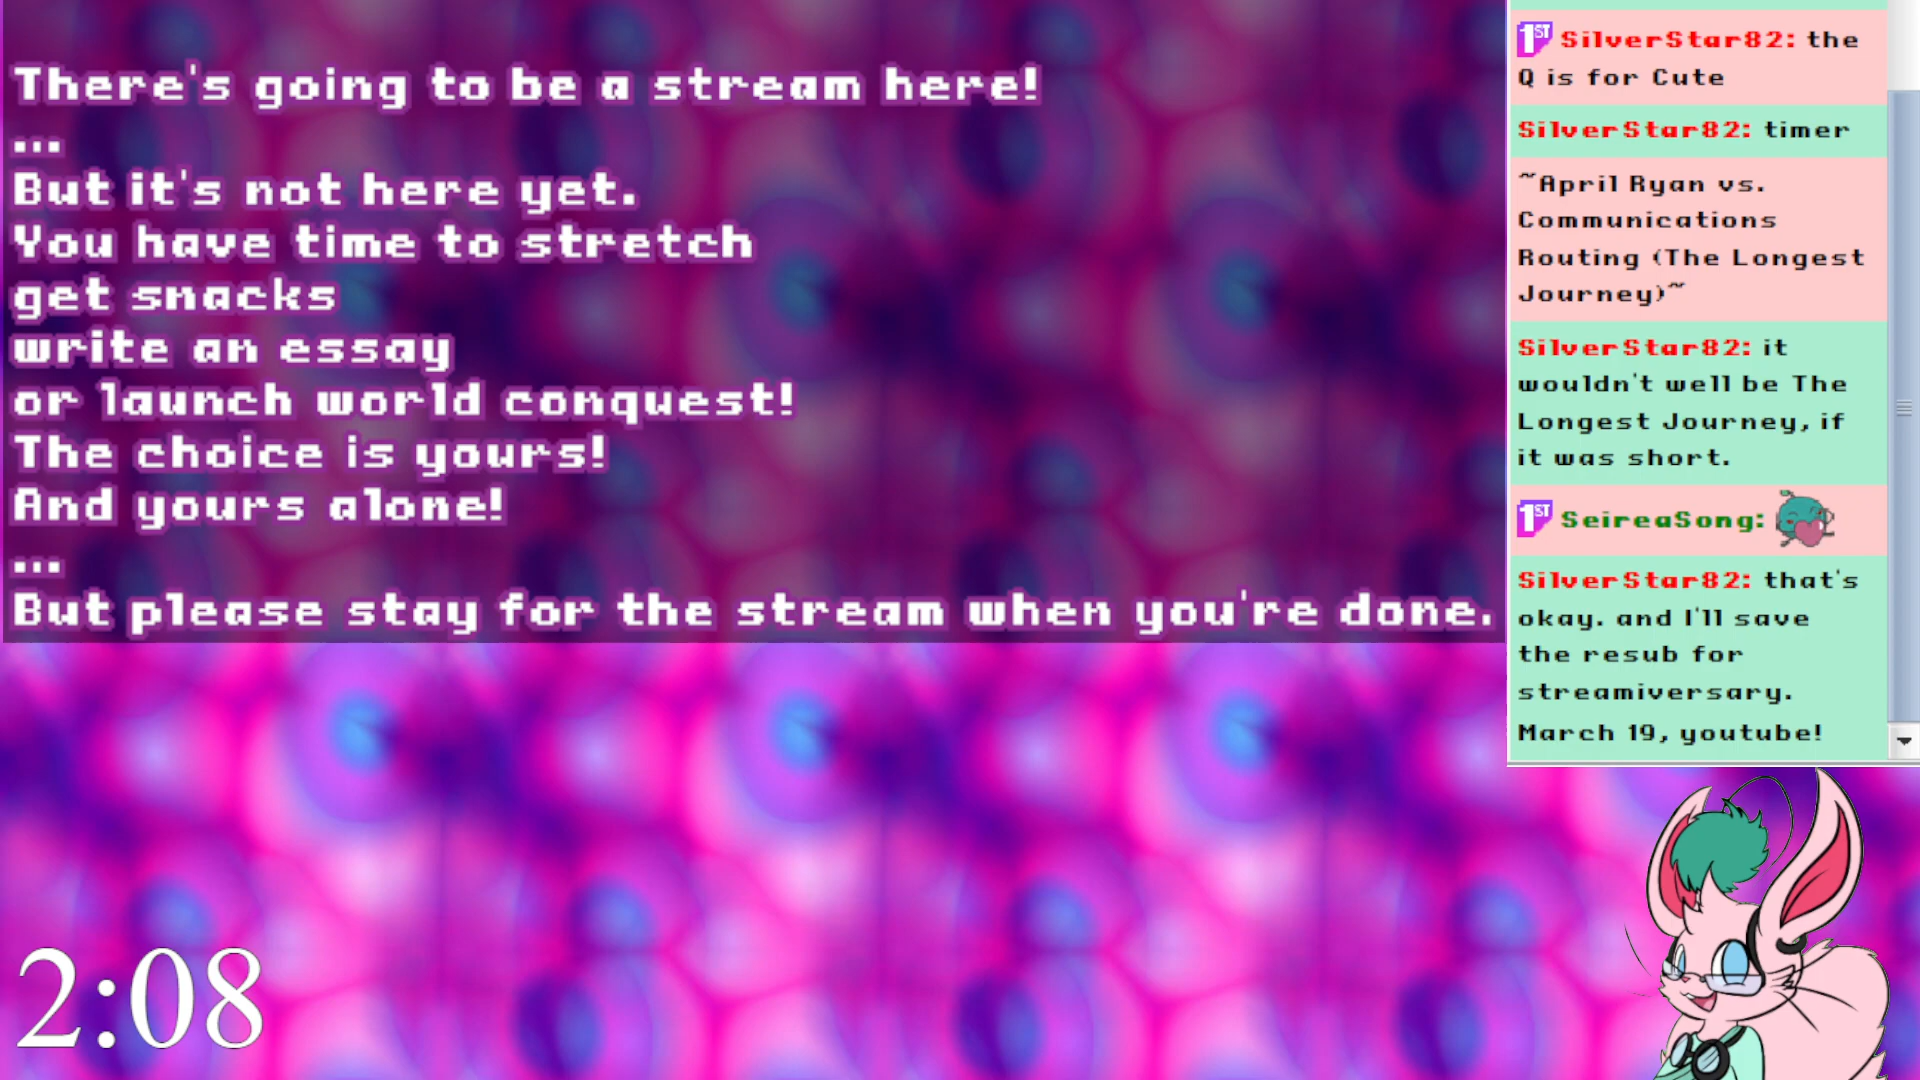 There's going to be a stream here!
...
But it's not here yet.
You have time to stretch
get snacks
write an essay
or launch world conquest!
The choice is yours!
And yours alone!
...
But please stay for the stream when you're done.
2:08
1ST SilverStar82: the
Q is for Cute
SilverStar82: timer
~April Ryan vs.
Communications
Routing (The Longest
Journey)~
SilverStar82: it
wouldn't well be The
Longest Journey, if
it was short.
1ST SeireaSong:
SilverStar82: that's
okay. and I'll save
the resub for
streamiversary.
March 19, youtube!